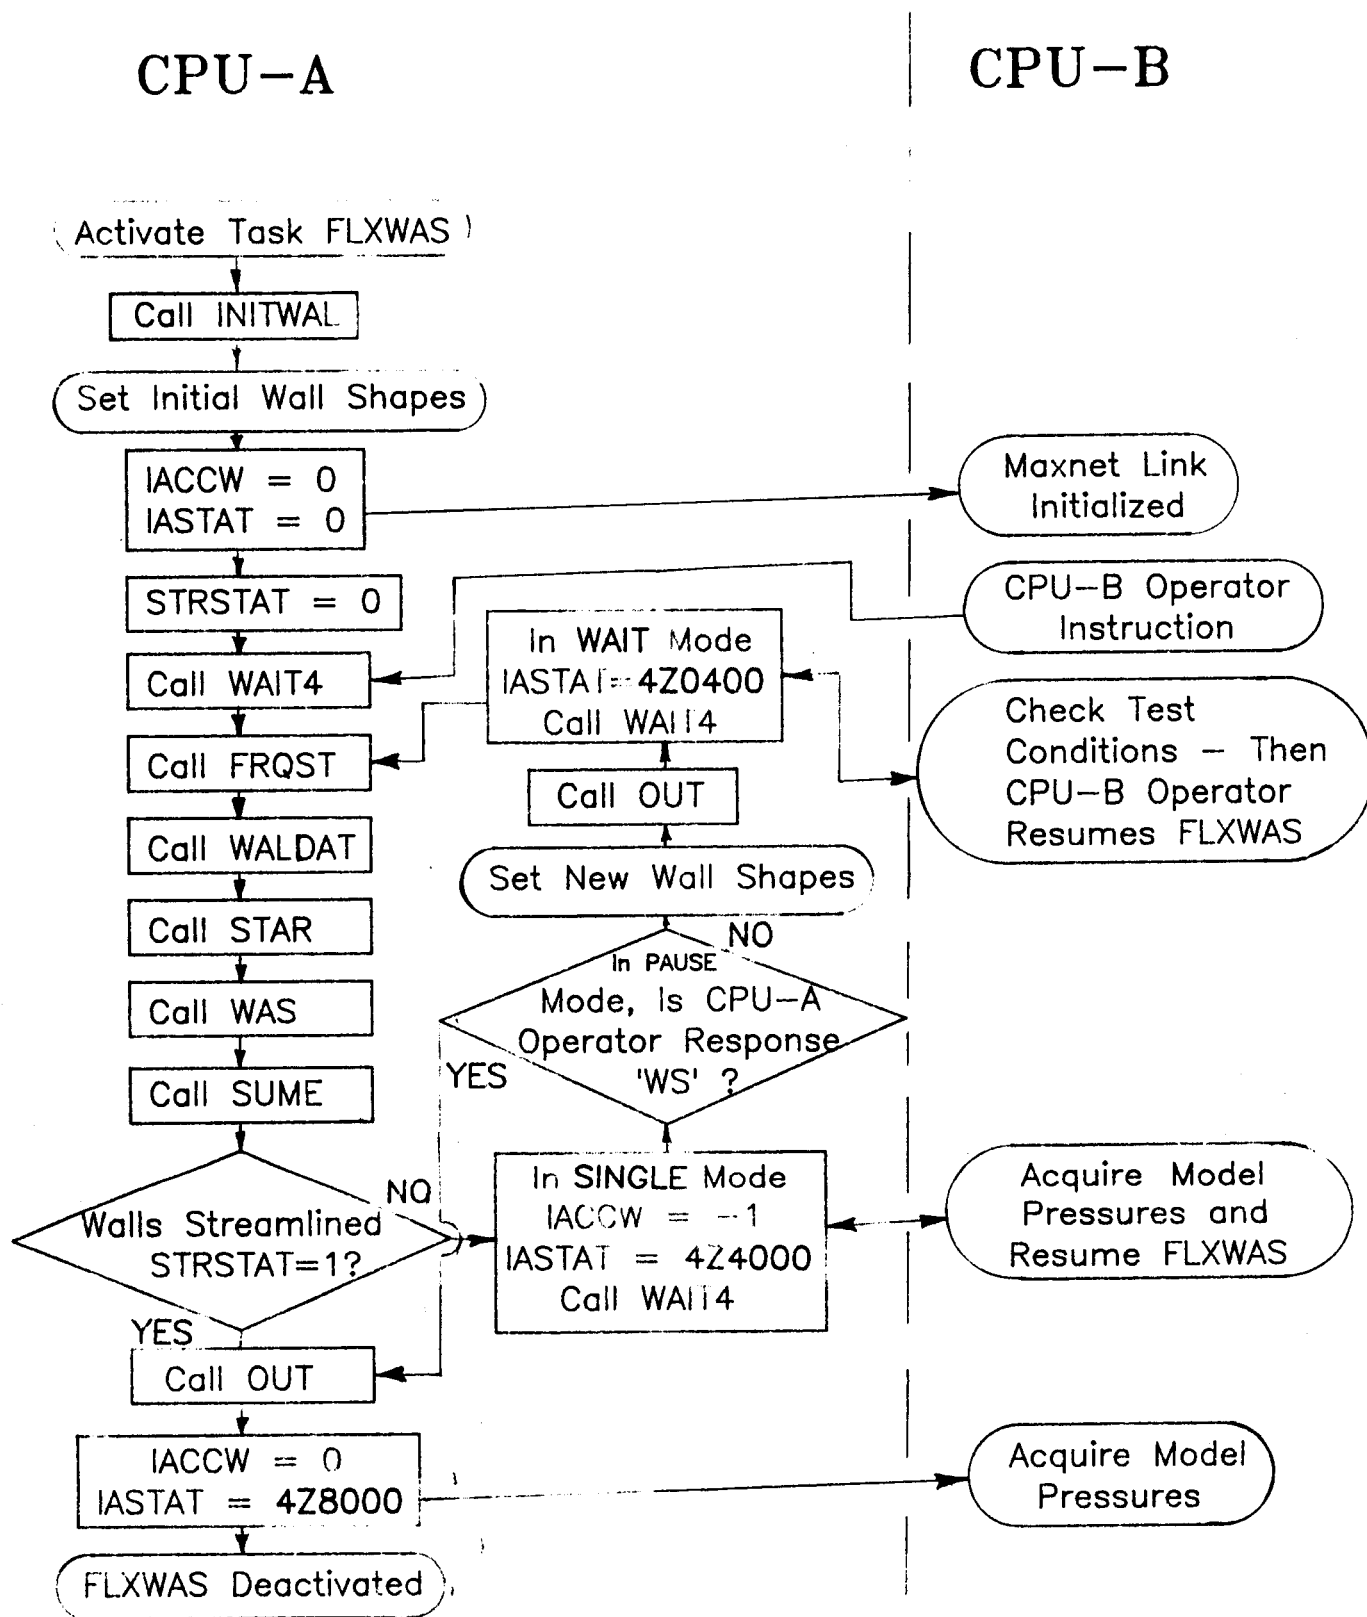 CPU-A
CPU-B
Activate Task FLXWAS
Call INITWAL
Set Initial Wall Shapes
IACCW = 0
IASTAT = 0
Maxnet Link
Initialized
STRSTAT = 0
CPU-B Operator
Instruction
Call WAIT4
In WAIT Mode
IASTAT=4Z0400
Call WAIT4
Check Test
Conditions – Then
CPU-B Operator
Resumes FLXWAS
Call FRQST
Call OUT
Call WALDAT
Set New Wall Shapes
Call STAR
NO
In PAUSE
Mode, Is CPU-A
Operator Response
'WS' ?
YES
Call WAS
Call SUME
Walls Streamlined
STRSTAT=1?
NO
YES
In SINGLE Mode
IACCW = -1
IASTAT = 4Z4000
Call WAIT4
Acquire Model
Pressures and
Resume FLXWAS
Call OUT
IACCW = 0
IASTAT = 4Z8000
Acquire Model
Pressures
FLXWAS Deactivated